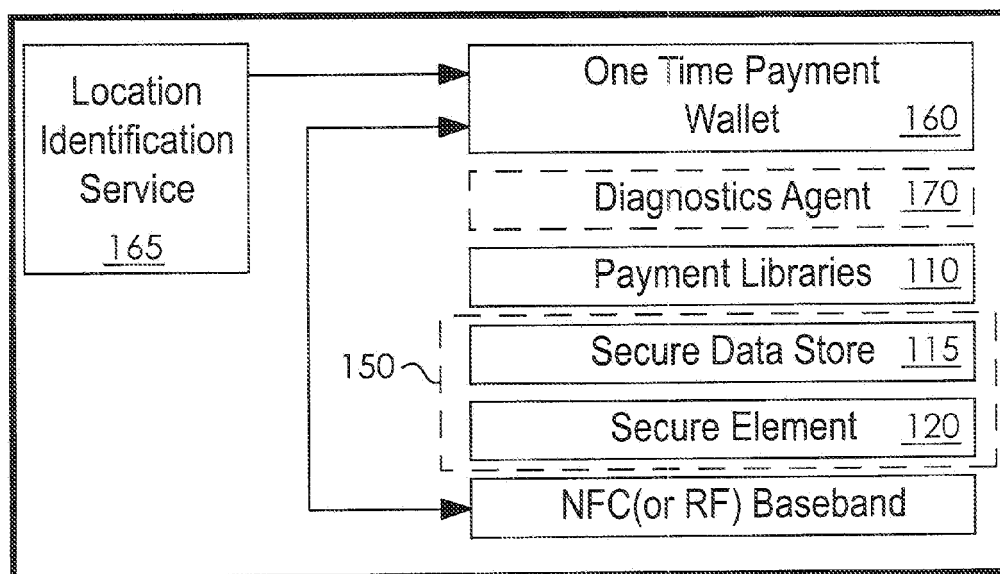 Location
Identification
Service
165
One Time Payment
Wallet 160
Diagnostics Agent 170
Payment Libraries 110
150
Secure Data Store 115
Secure Element 120
NFC(or RF) Baseband